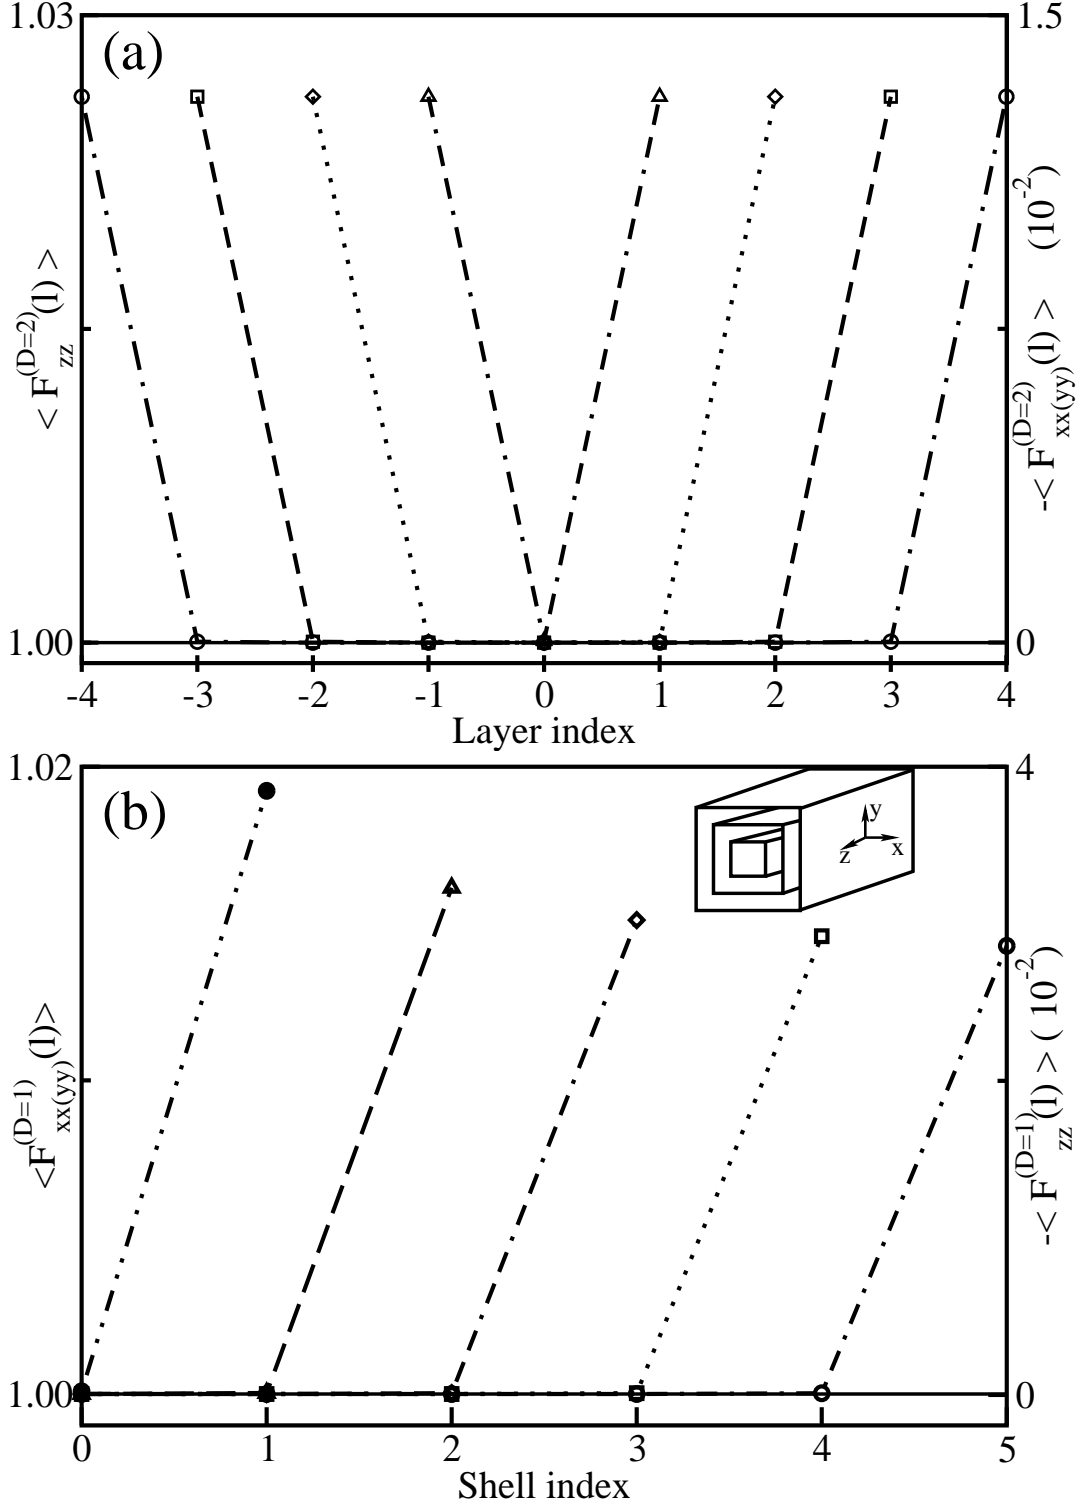 1.03
1.5
(a)
< F zz (D=2) (l) >
-< F xx(yy) (D=2) (l) > (10-2)
1.00
0
-4 -3 -2 -1 0 1 2 3 4
Layer index
1.02
4
(b)
y
z
x
<F xx(yy) (D=1) (l)>
-< F zz (D=1) (l) > ( 10-2)
1.00
0
0 1 2 3 4 5
Shell index